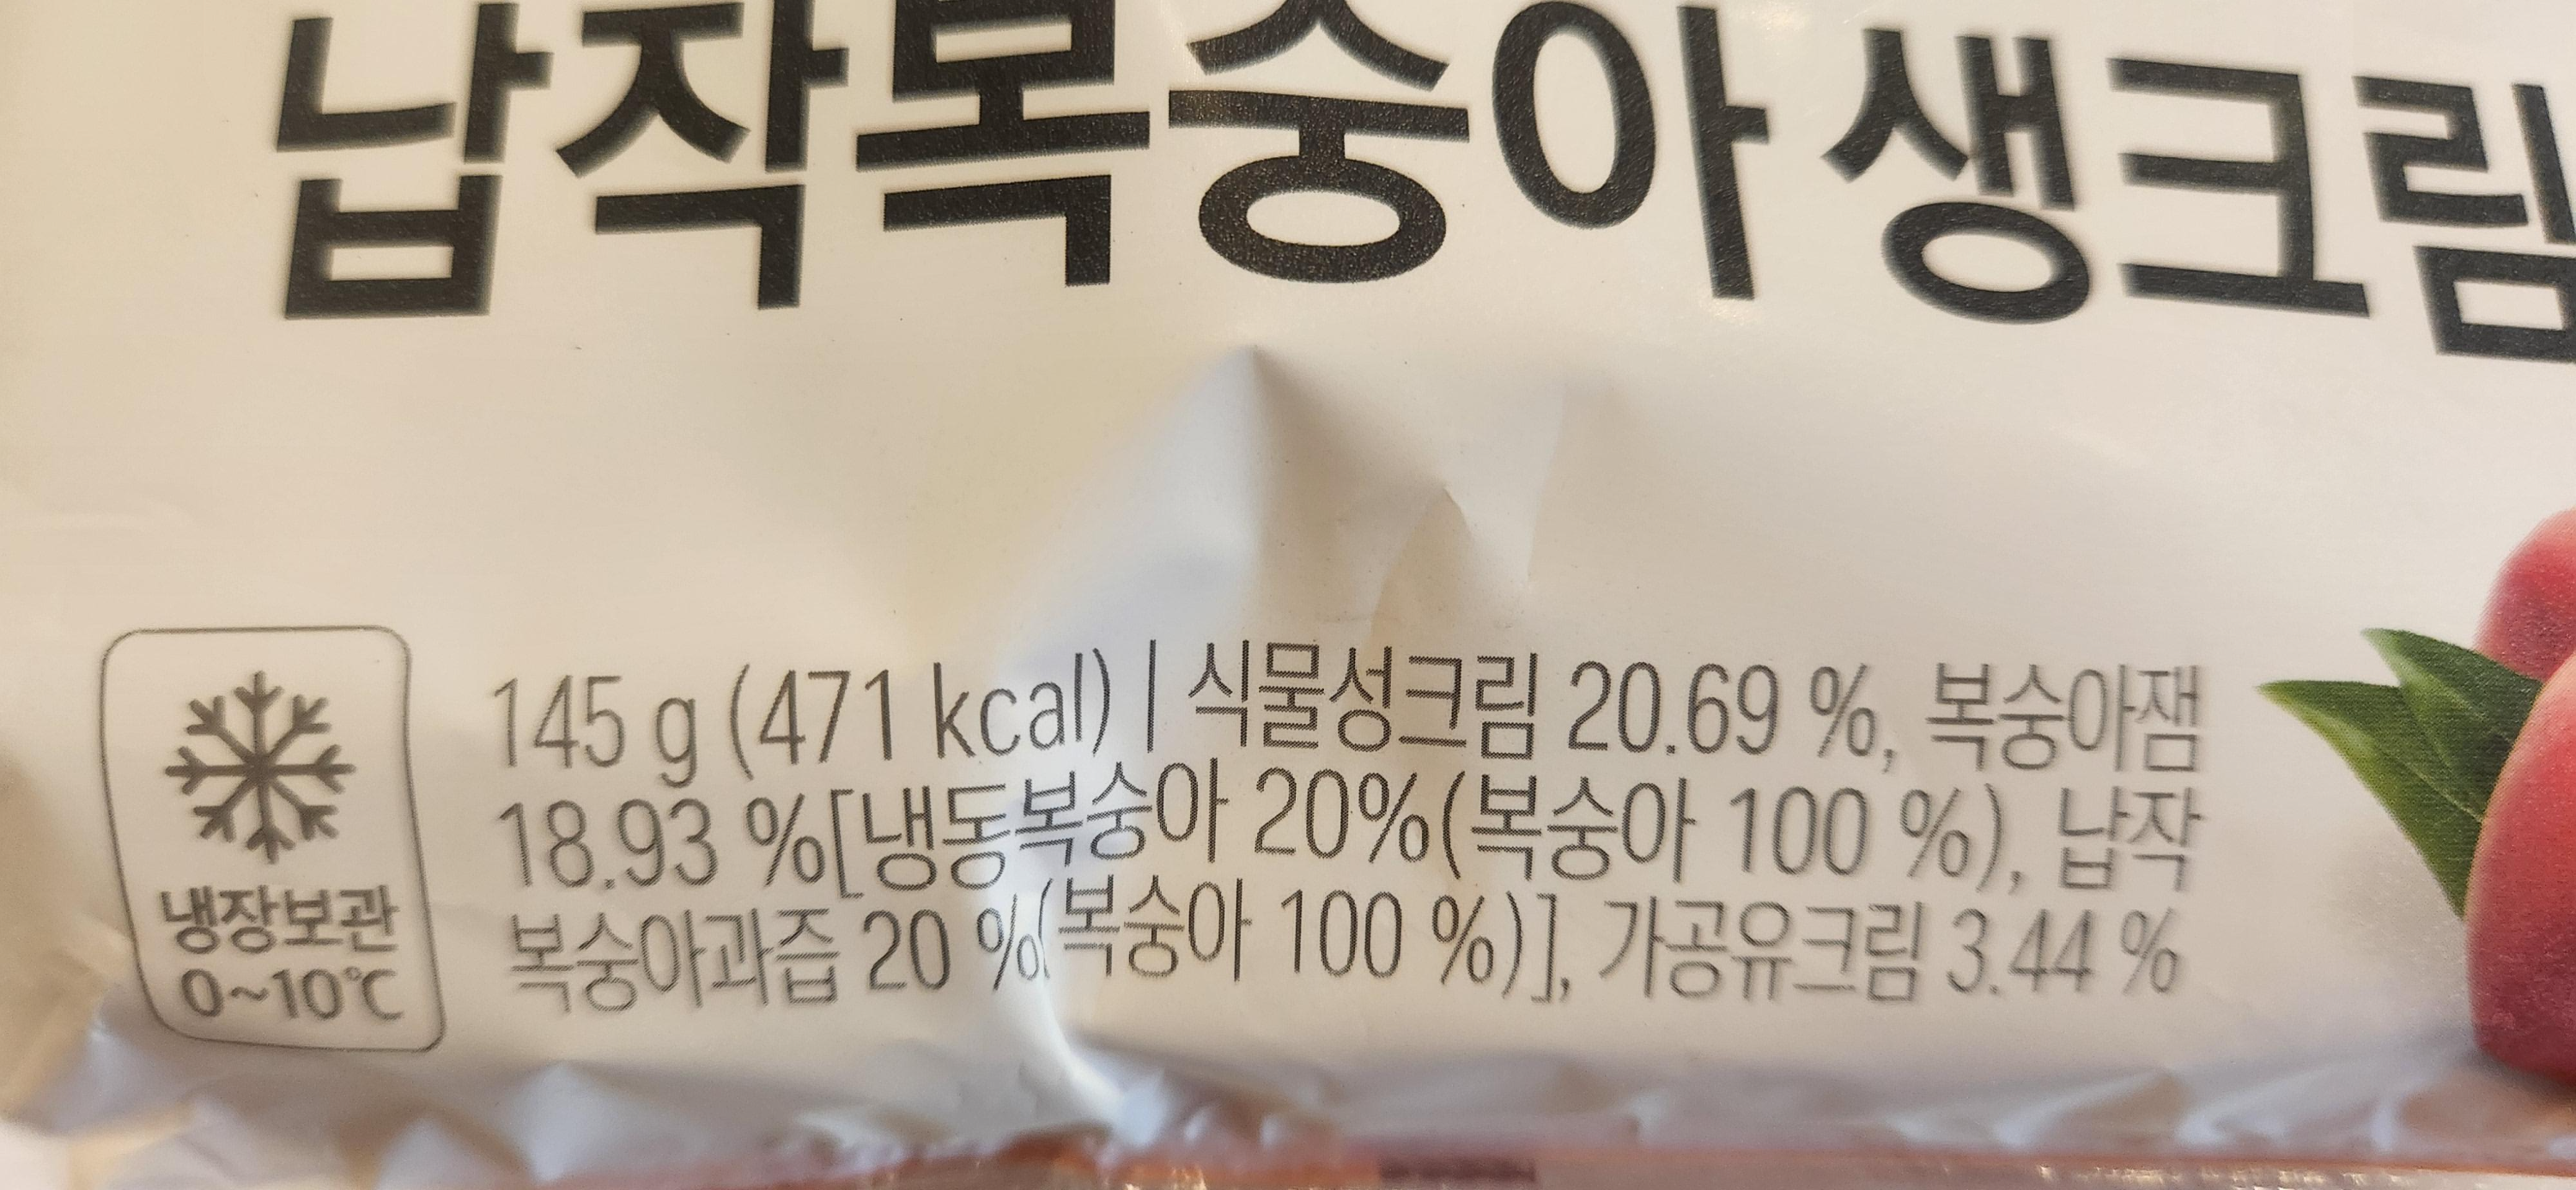 납작복숭아 생크림
145 g (471 kcal) | 식물성크림 20.69 %, 복숭아잼
18.93 %[냉동복숭아 20%(복숭아 100 %), 납작
복숭아과즙 20 %(복숭아 100 %)], 가공유크림 3.44 %
냉장보관
0~10℃